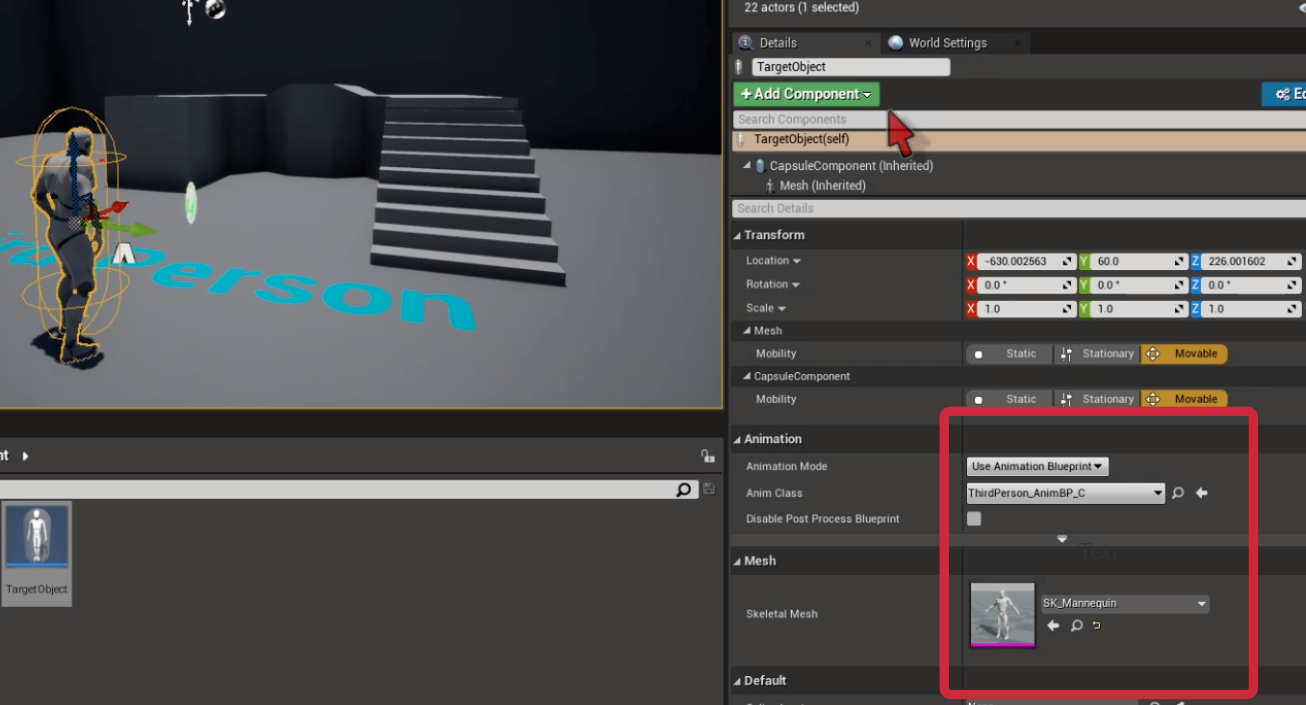 22 actors (1 selected)
Details
World Settings
TargetObject
+ Add Component
Search Components
TargetObject(self)
CapsuleComponent (Inherited)
Mesh (Inherited)
Search Details
Transform
Location X -630.002563 Y 60.0 Z 226.001602
Rotation X 0.0 ° Y 0.0 ° Z 0.0 °
Scale X 1.0 Y 1.0 Z 1.0
Mesh
Mobility Static Stationary Movable
CapsuleComponent
Mobility Static Stationary Movable
Animation
Animation Mode Use Animation Blueprint
Anim Class ThirdPerson_AnimBP_C
Disable Post Process Blueprint
Text
Mesh
Skeletal Mesh SK_Mannequin
Default
person
TargetObject